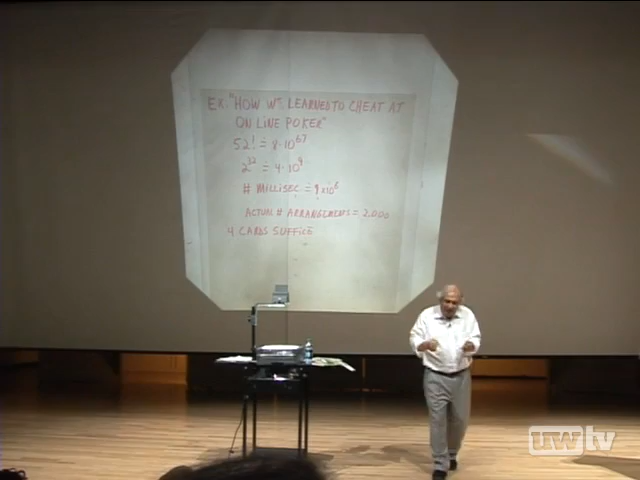 EX. "HOW WE LEARNED TO CHEAT AT
ON LINE POKER"
52! ≐ 8·10^67
2^32 ≐ 4·10^9
# MILLISEC ≐ 9×10^6
ACTUAL # ARRANGEMENTS = 2,000
4 CARDS SUFFICE
uwtv